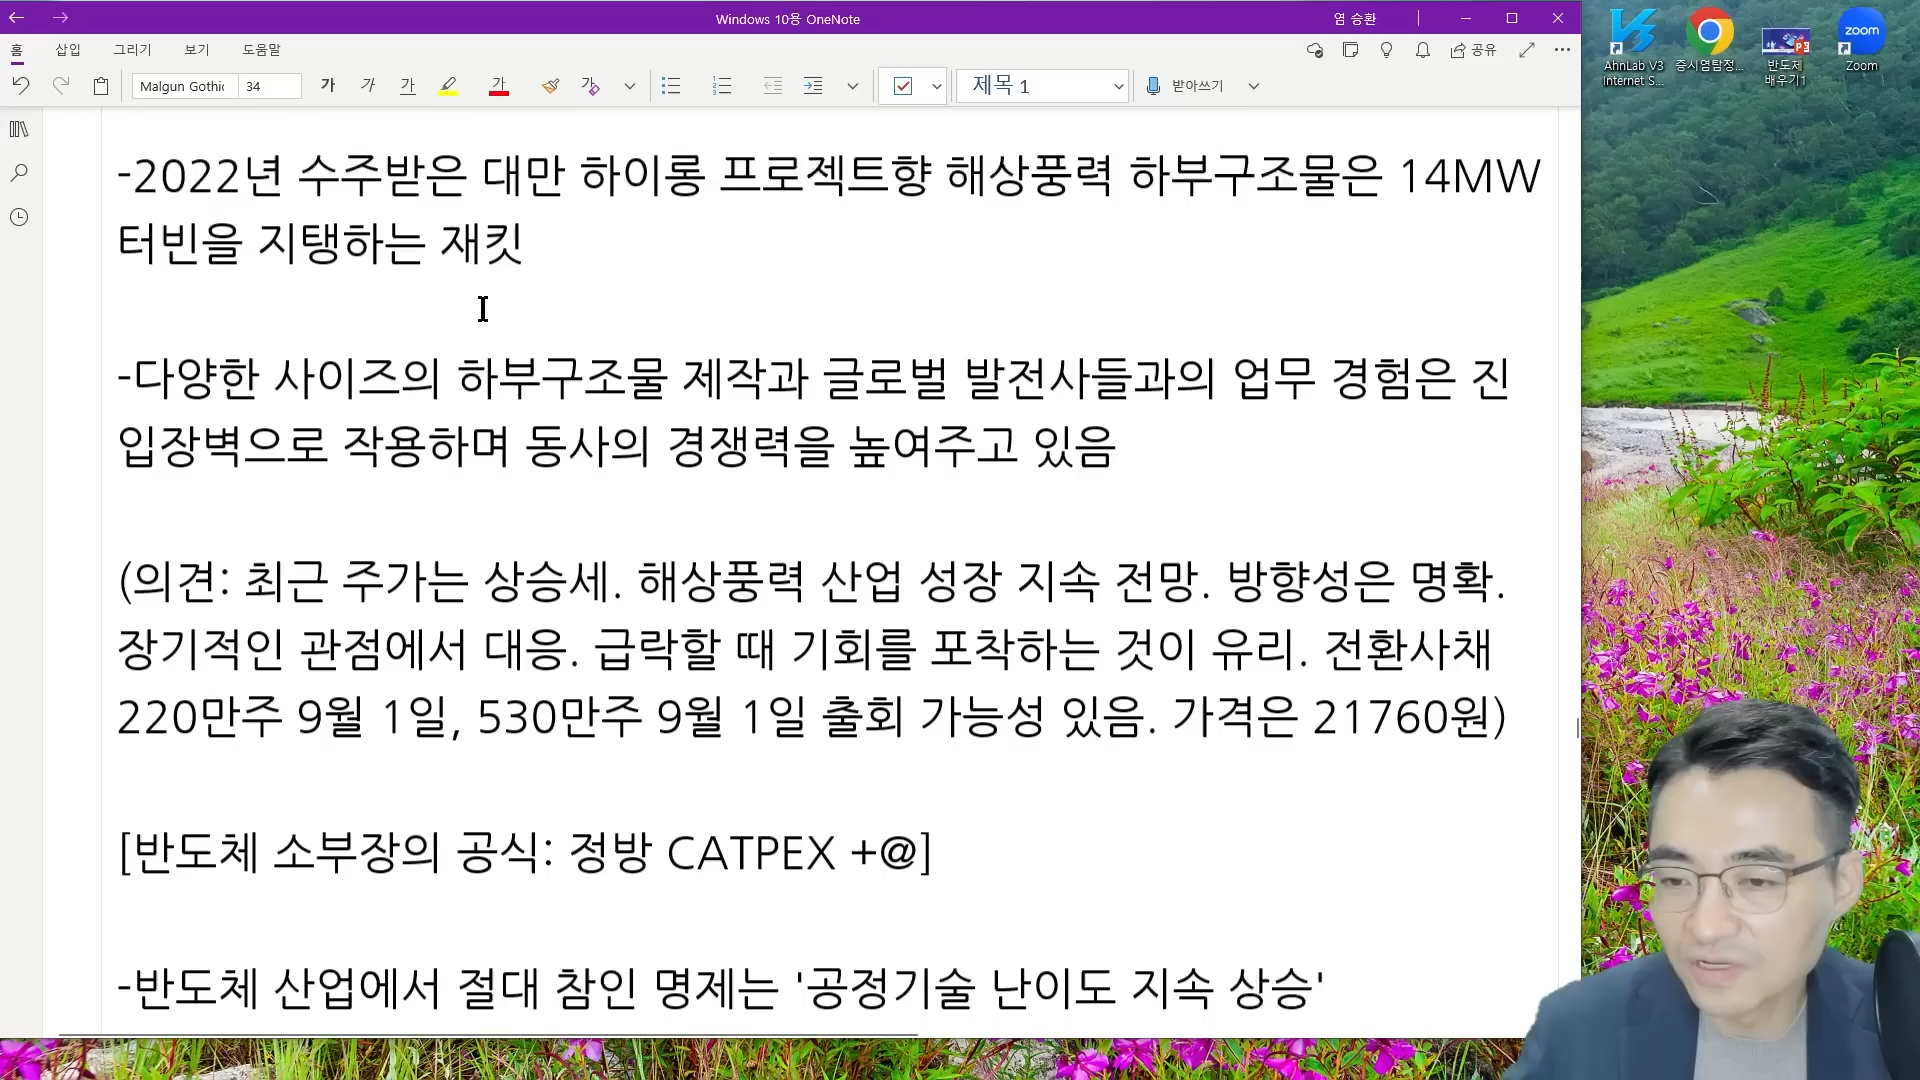 Windows 10용 OneNote
염 승환
홈 삽입 그리기 보기 도움말
공유
Malgun Gothic 34 가 가 가 가 가 제목 1 받아쓰기
-2022년 수주받은 대만 하이롱 프로젝트향 해상풍력 하부구조물은 14MW
터빈을 지탱하는 재킷
-다양한 사이즈의 하부구조물 제작과 글로벌 발전사들과의 업무 경험은 진
입장벽으로 작용하며 동사의 경쟁력을 높여주고 있음
(의견: 최근 주가는 상승세. 해상풍력 산업 성장 지속 전망. 방향성은 명확.
장기적인 관점에서 대응. 급락할 때 기회를 포착하는 것이 유리. 전환사채
220만주 9월 1일, 530만주 9월 1일 출회 가능성 있음. 가격은 21760원)
[반도체 소부장의 공식: 정방 CATPEX +@]
-반도체 산업에서 절대 참인 명제는 '공정기술 난이도 지속 상승'
AhnLab V3
Internet S...
증시염탐정...
반도체
배우기1
zoom
Zoom